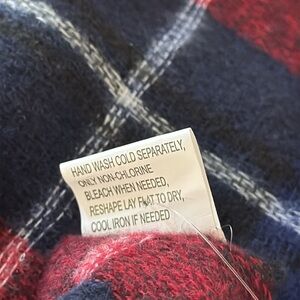 HAND WASH COLD SEPARATELY,
ONLY NON-CHLORINE
BLEACH WHEN NEEDED,
RESHAPE LAY FLAT TO DRY,
COOL IRON IF NEEDED